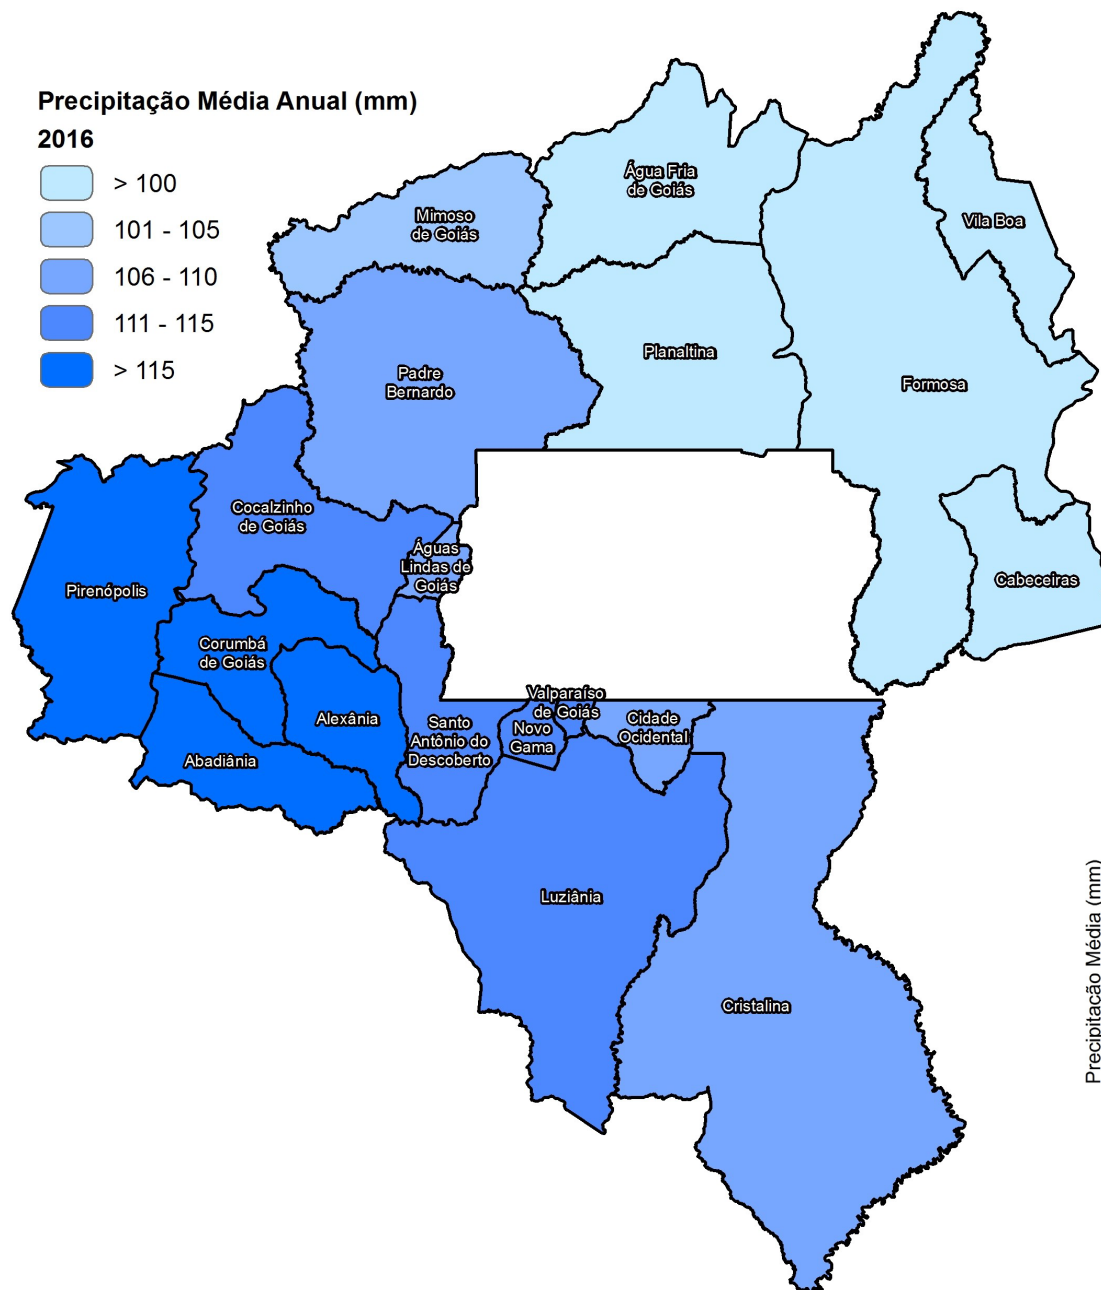 Precipitação Média Anual (mm)
2016
> 100
101 - 105
106 - 110
111 - 115
> 115
Água Fria
de Goiás
Mimoso
de Goiás
Vila Boa
Planaltina
Padre
Bernardo
Formosa
Cocalzinho
de Goiás
Águas
Lindas de
Goiás
Pirenópolis
Cabeceiras
Corumbá
de Goiás
Valparaíso
de Goiás
Alexânia
Santo
Antônio do
Descoberto
Novo
Gama
Cidade
Ocidental
Abadiânia
Luziânia
Cristalina
Precipitação Média (mm)